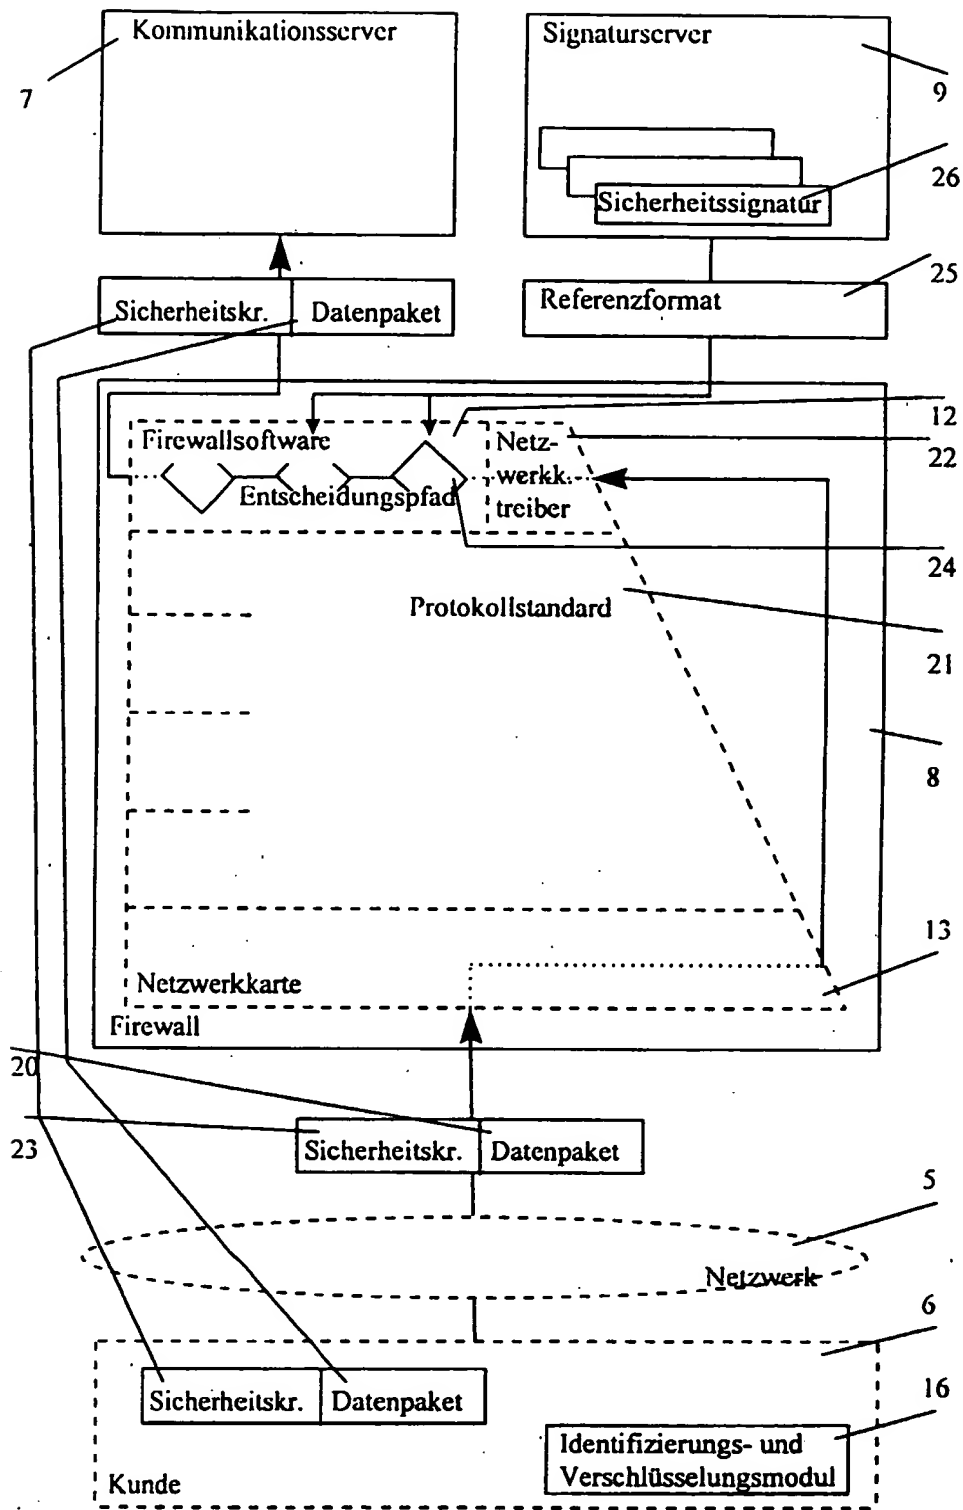 Kommunikationsserver
Signaturserver
7
9
26
Sicherheitssignatur
25
Sicherheitskr.
Datenpaket
Referenzformat
12
Firewallsoftware
Netz-
werkk.
treiber
22
Entscheidungspfad
24
Protokollstandard
21
8
13
Netzwerkkarte
Firewall
20
23
Sicherheitskr.
Datenpaket
5
Netzwerk
6
Sicherheitskr.
Datenpaket
16
Identifizierungs- und
Verschlüsselungsmodul
Kunde